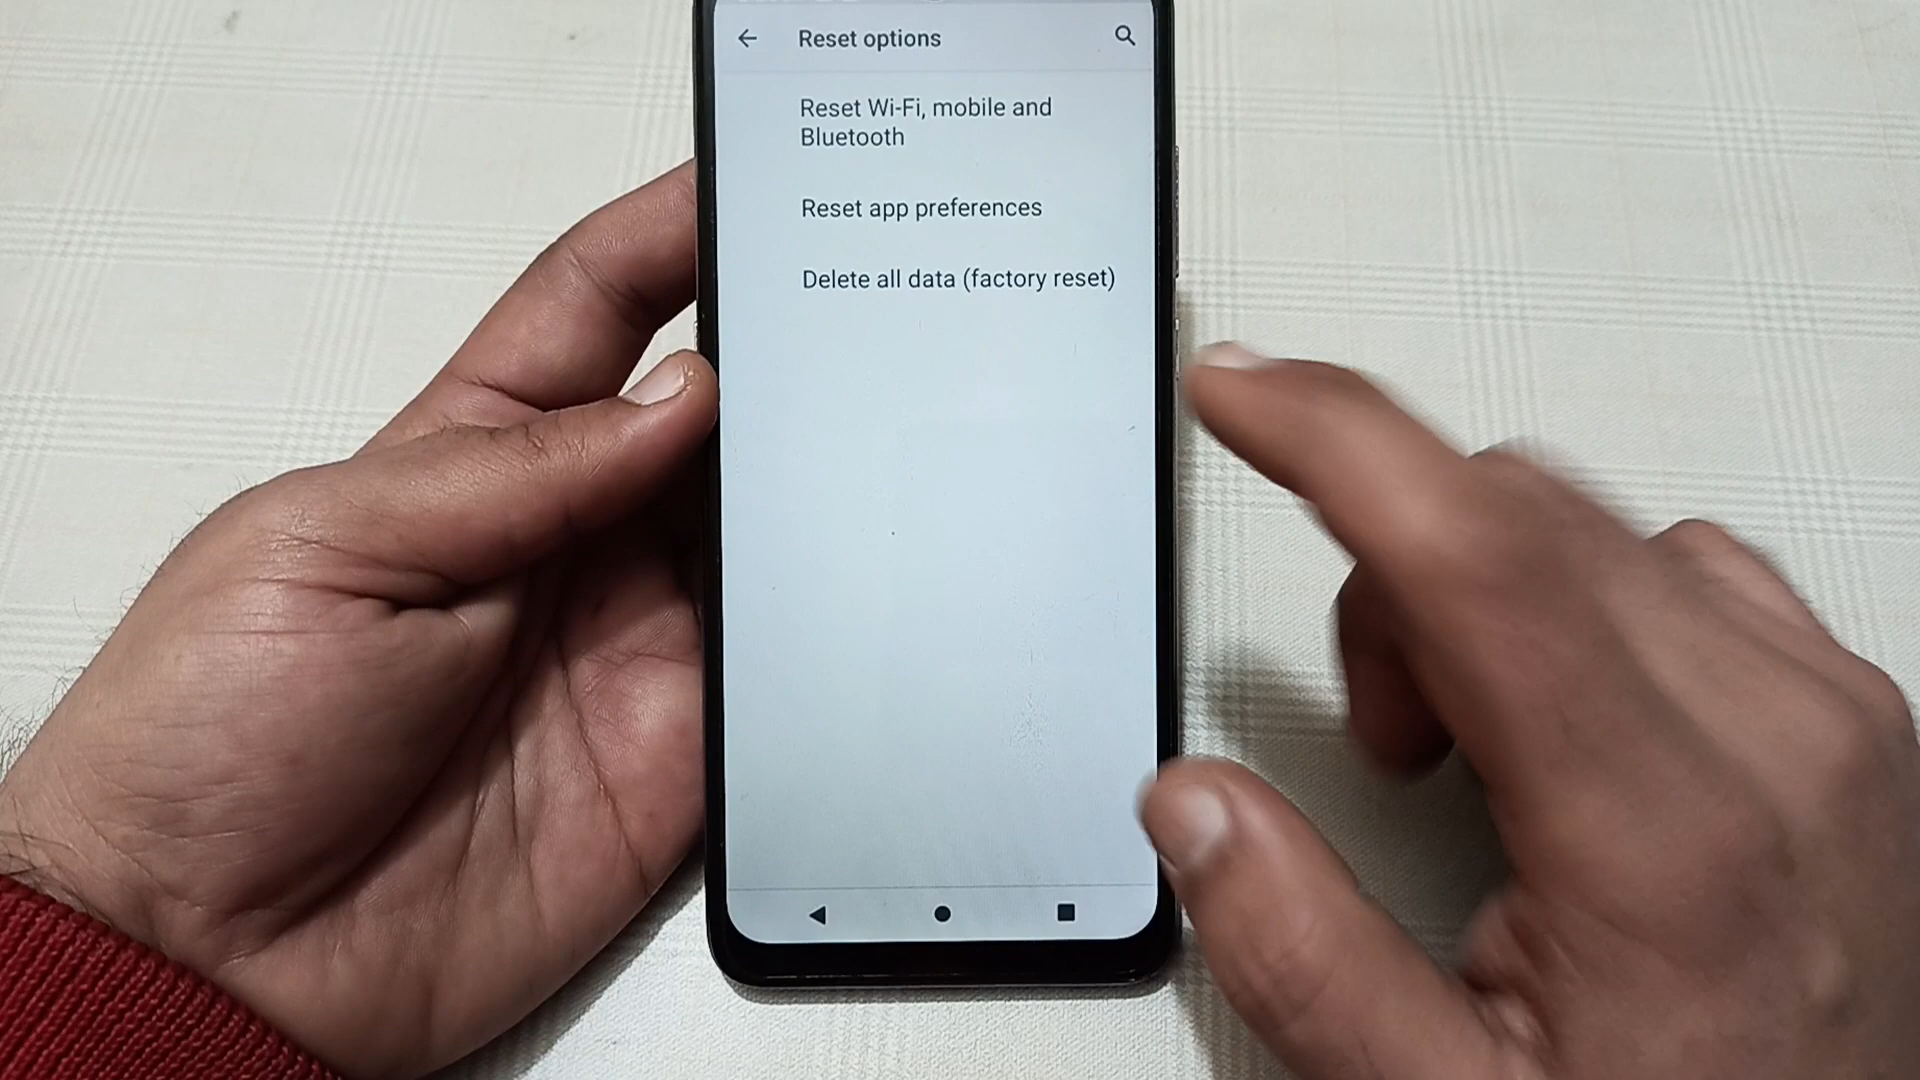 Reset options
Reset Wi-Fi, mobile and
Bluetooth
Reset app preferences
Delete all data (factory reset)